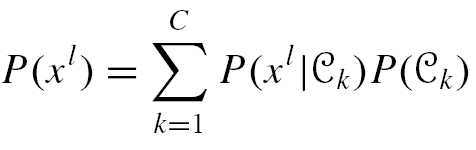 P(x^l) = \sum_{k=1}^{C} P(x^l|\mathcal{C}_k)P(\mathcal{C}_k)